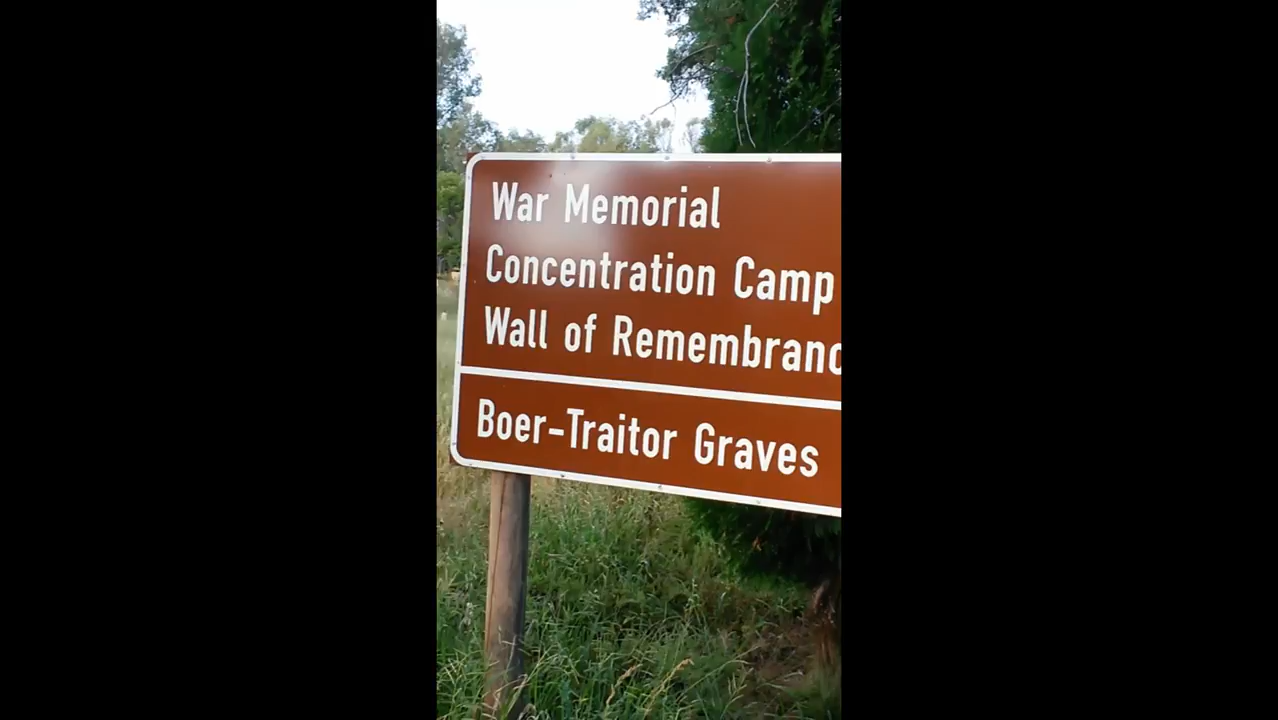 War Memorial
Concentration Camp
Wall of Remembranc
Boer-Traitor Graves